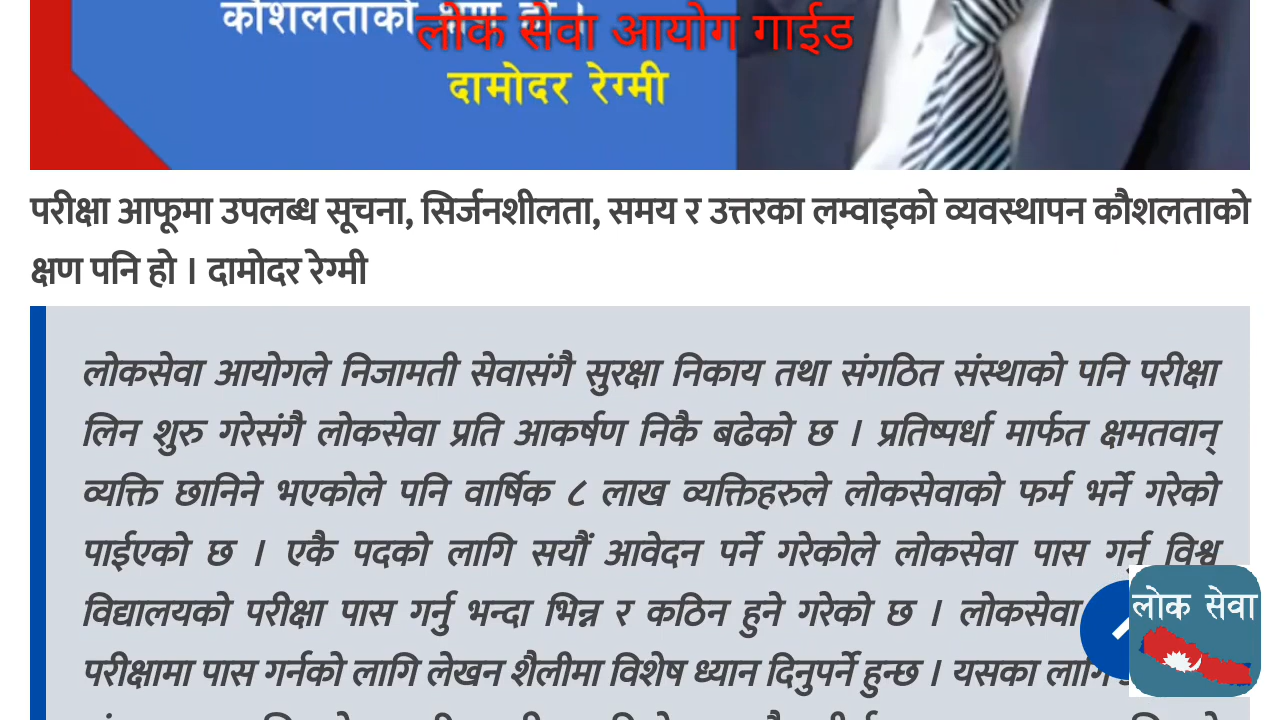 कौशलताको क्षण हो ।
लोक सेवा आयोग गाईड
दामोदर रेग्मी
परीक्षा आफूमा उपलब्ध सूचना, सिर्जनशीलता, समय र उत्तरका लम्वाइको व्यवस्थापन कौशलताको
क्षण पनि हो । दामोदर रेग्मी
लोकसेवा आयोगले निजामती सेवासंगै सुरक्षा निकाय तथा संगठित संस्थाको पनि परीक्षा
लिन शुरु गरेसंगै लोकसेवा प्रति आकर्षण निकै बढेको छ । प्रतिष्पर्धा मार्फत क्षमतवान्
व्यक्ति छानिने भएकोले पनि वार्षिक ८ लाख व्यक्तिहरुले लोकसेवाको फर्म भर्ने गरेको
पाईएको छ । एकै पदको लागि सयौं आवेदन पर्ने गरेकोले लोकसेवा पास गर्न विश्व
विद्यालयको परीक्षा पास गर्नु भन्दा भिन्न र कठिन हुने गरेको छ । लोकसेवा
परीक्षामा पास गर्नको लागि लेखन शैलीमा विशेष ध्यान दिनुपर्ने हुन्छ । यसका लागि
लोक सेवा